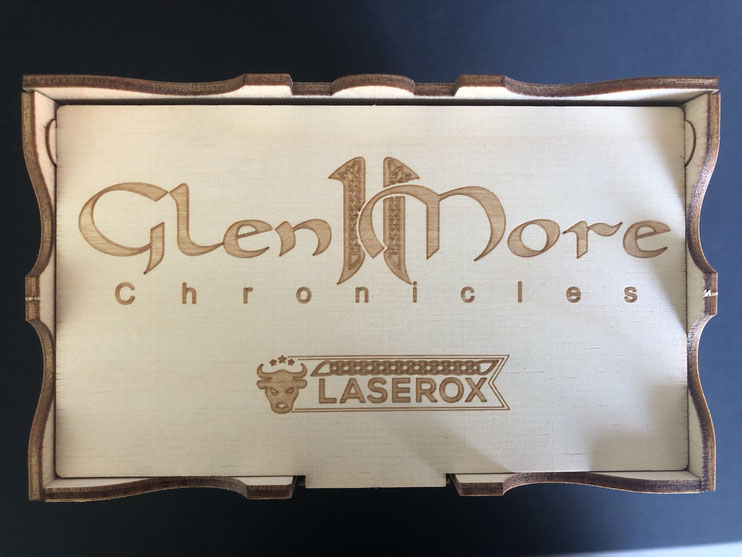 Glen II More
Chronicles
LASEROX